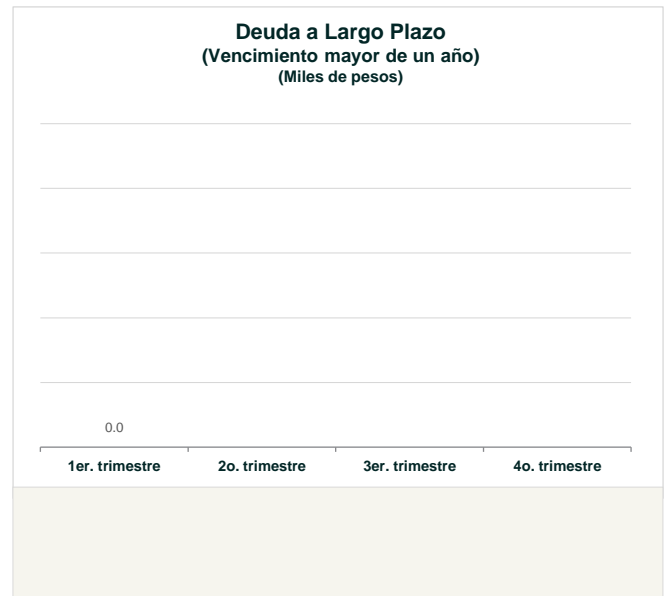 Deuda a Largo Plazo
(Vencimiento mayor de un año)
(Miles de pesos)
0.0
1er. trimestre 2o. trimestre 3er. trimestre 4o. trimestre